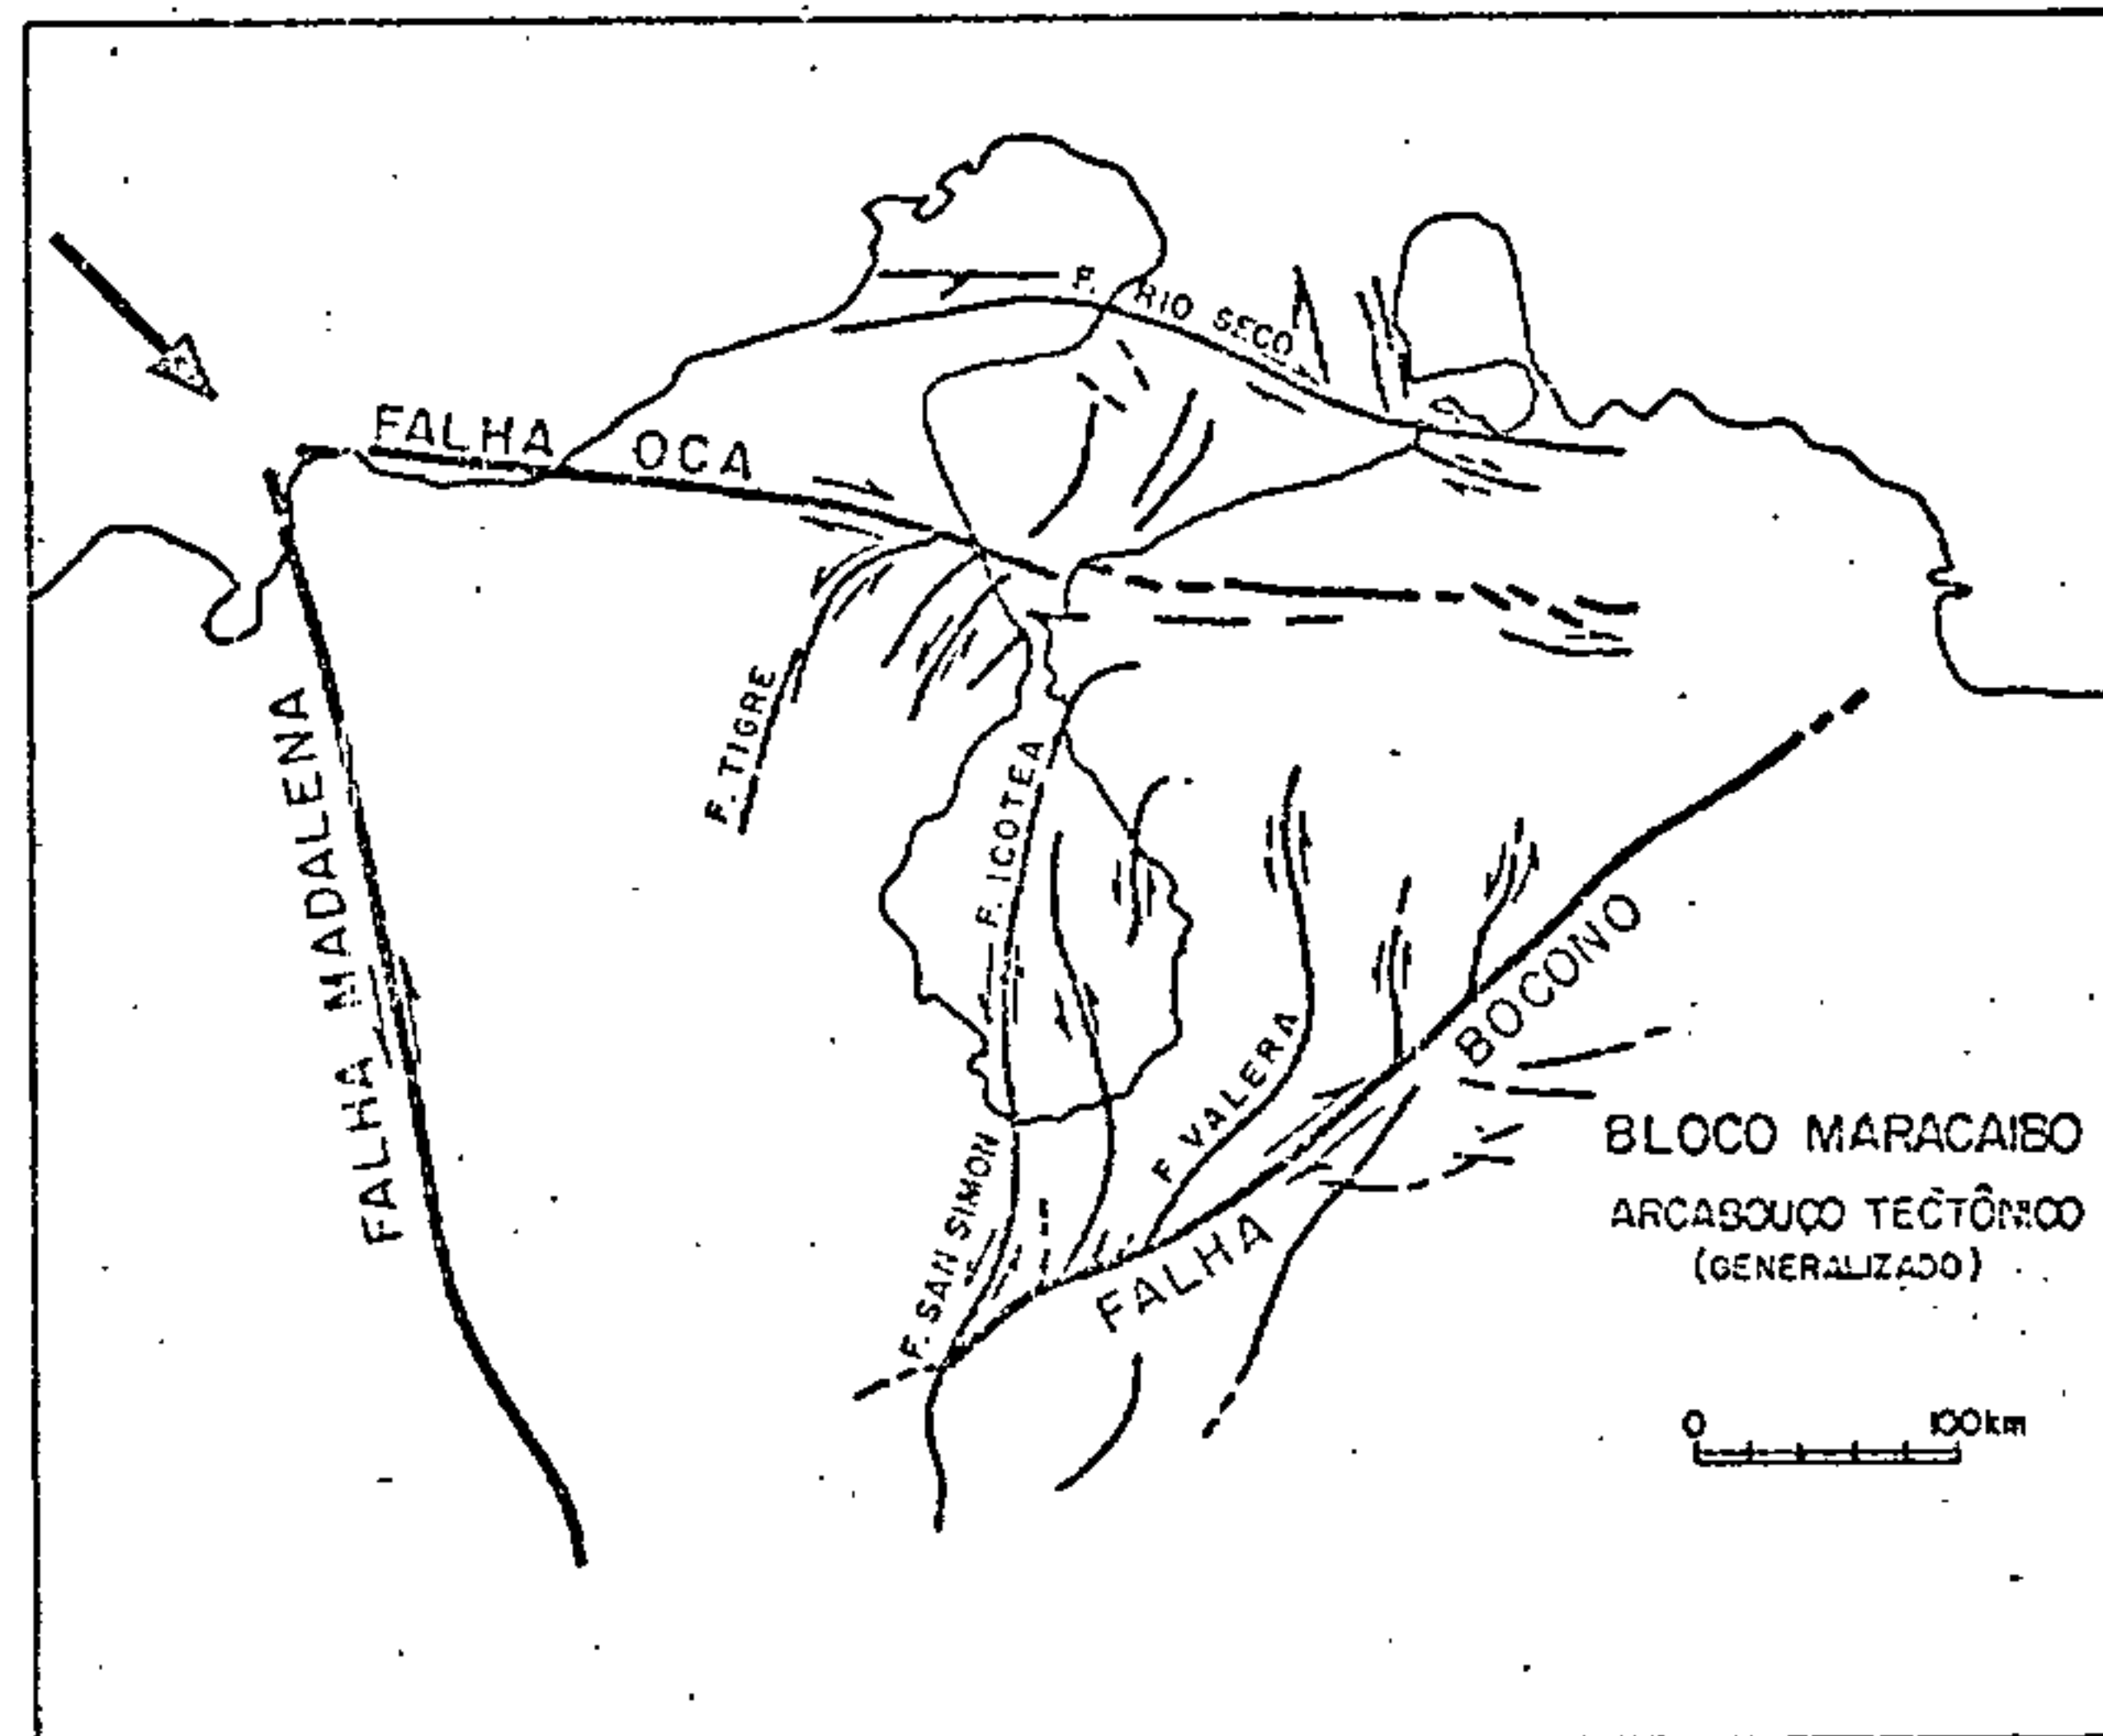 F. RIO SECO
FALHA OCA
F. TIGRE
FALHA MADALENA
F. ICOTEA
FALHA BOCONO
F. VALERA
F. SAN SIMON
BLOCO MARACAIBO
ARCABOUÇO TECTÔNICO
(GENERALIZADO)
0 100km